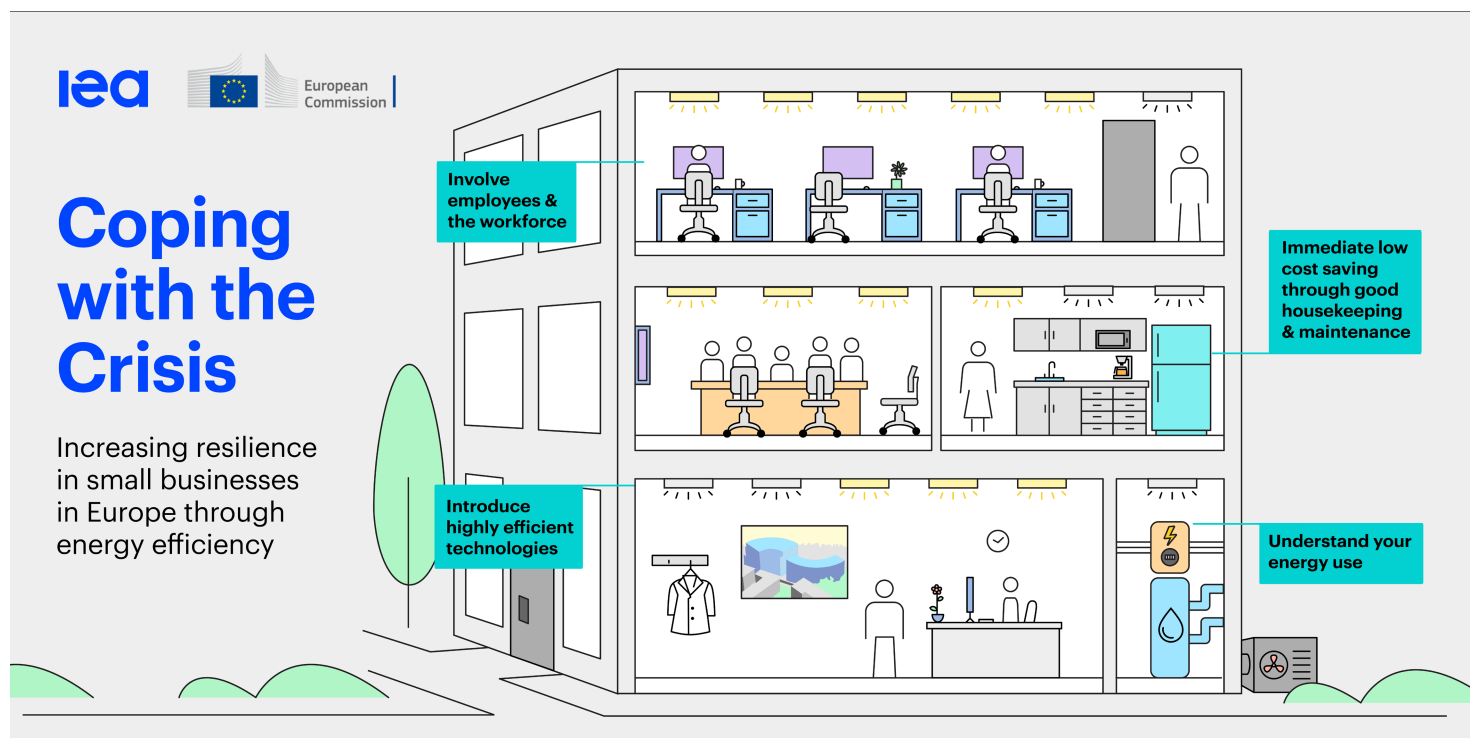 iea
European
Commission
Coping
with the
Crisis
Increasing resilience
in small businesses
in Europe through
energy efficiency
Involve
employees &
the workforce
Immediate low
cost saving
through good
housekeeping
& maintenance
Introduce
highly efficient
technologies
Understand your
energy use